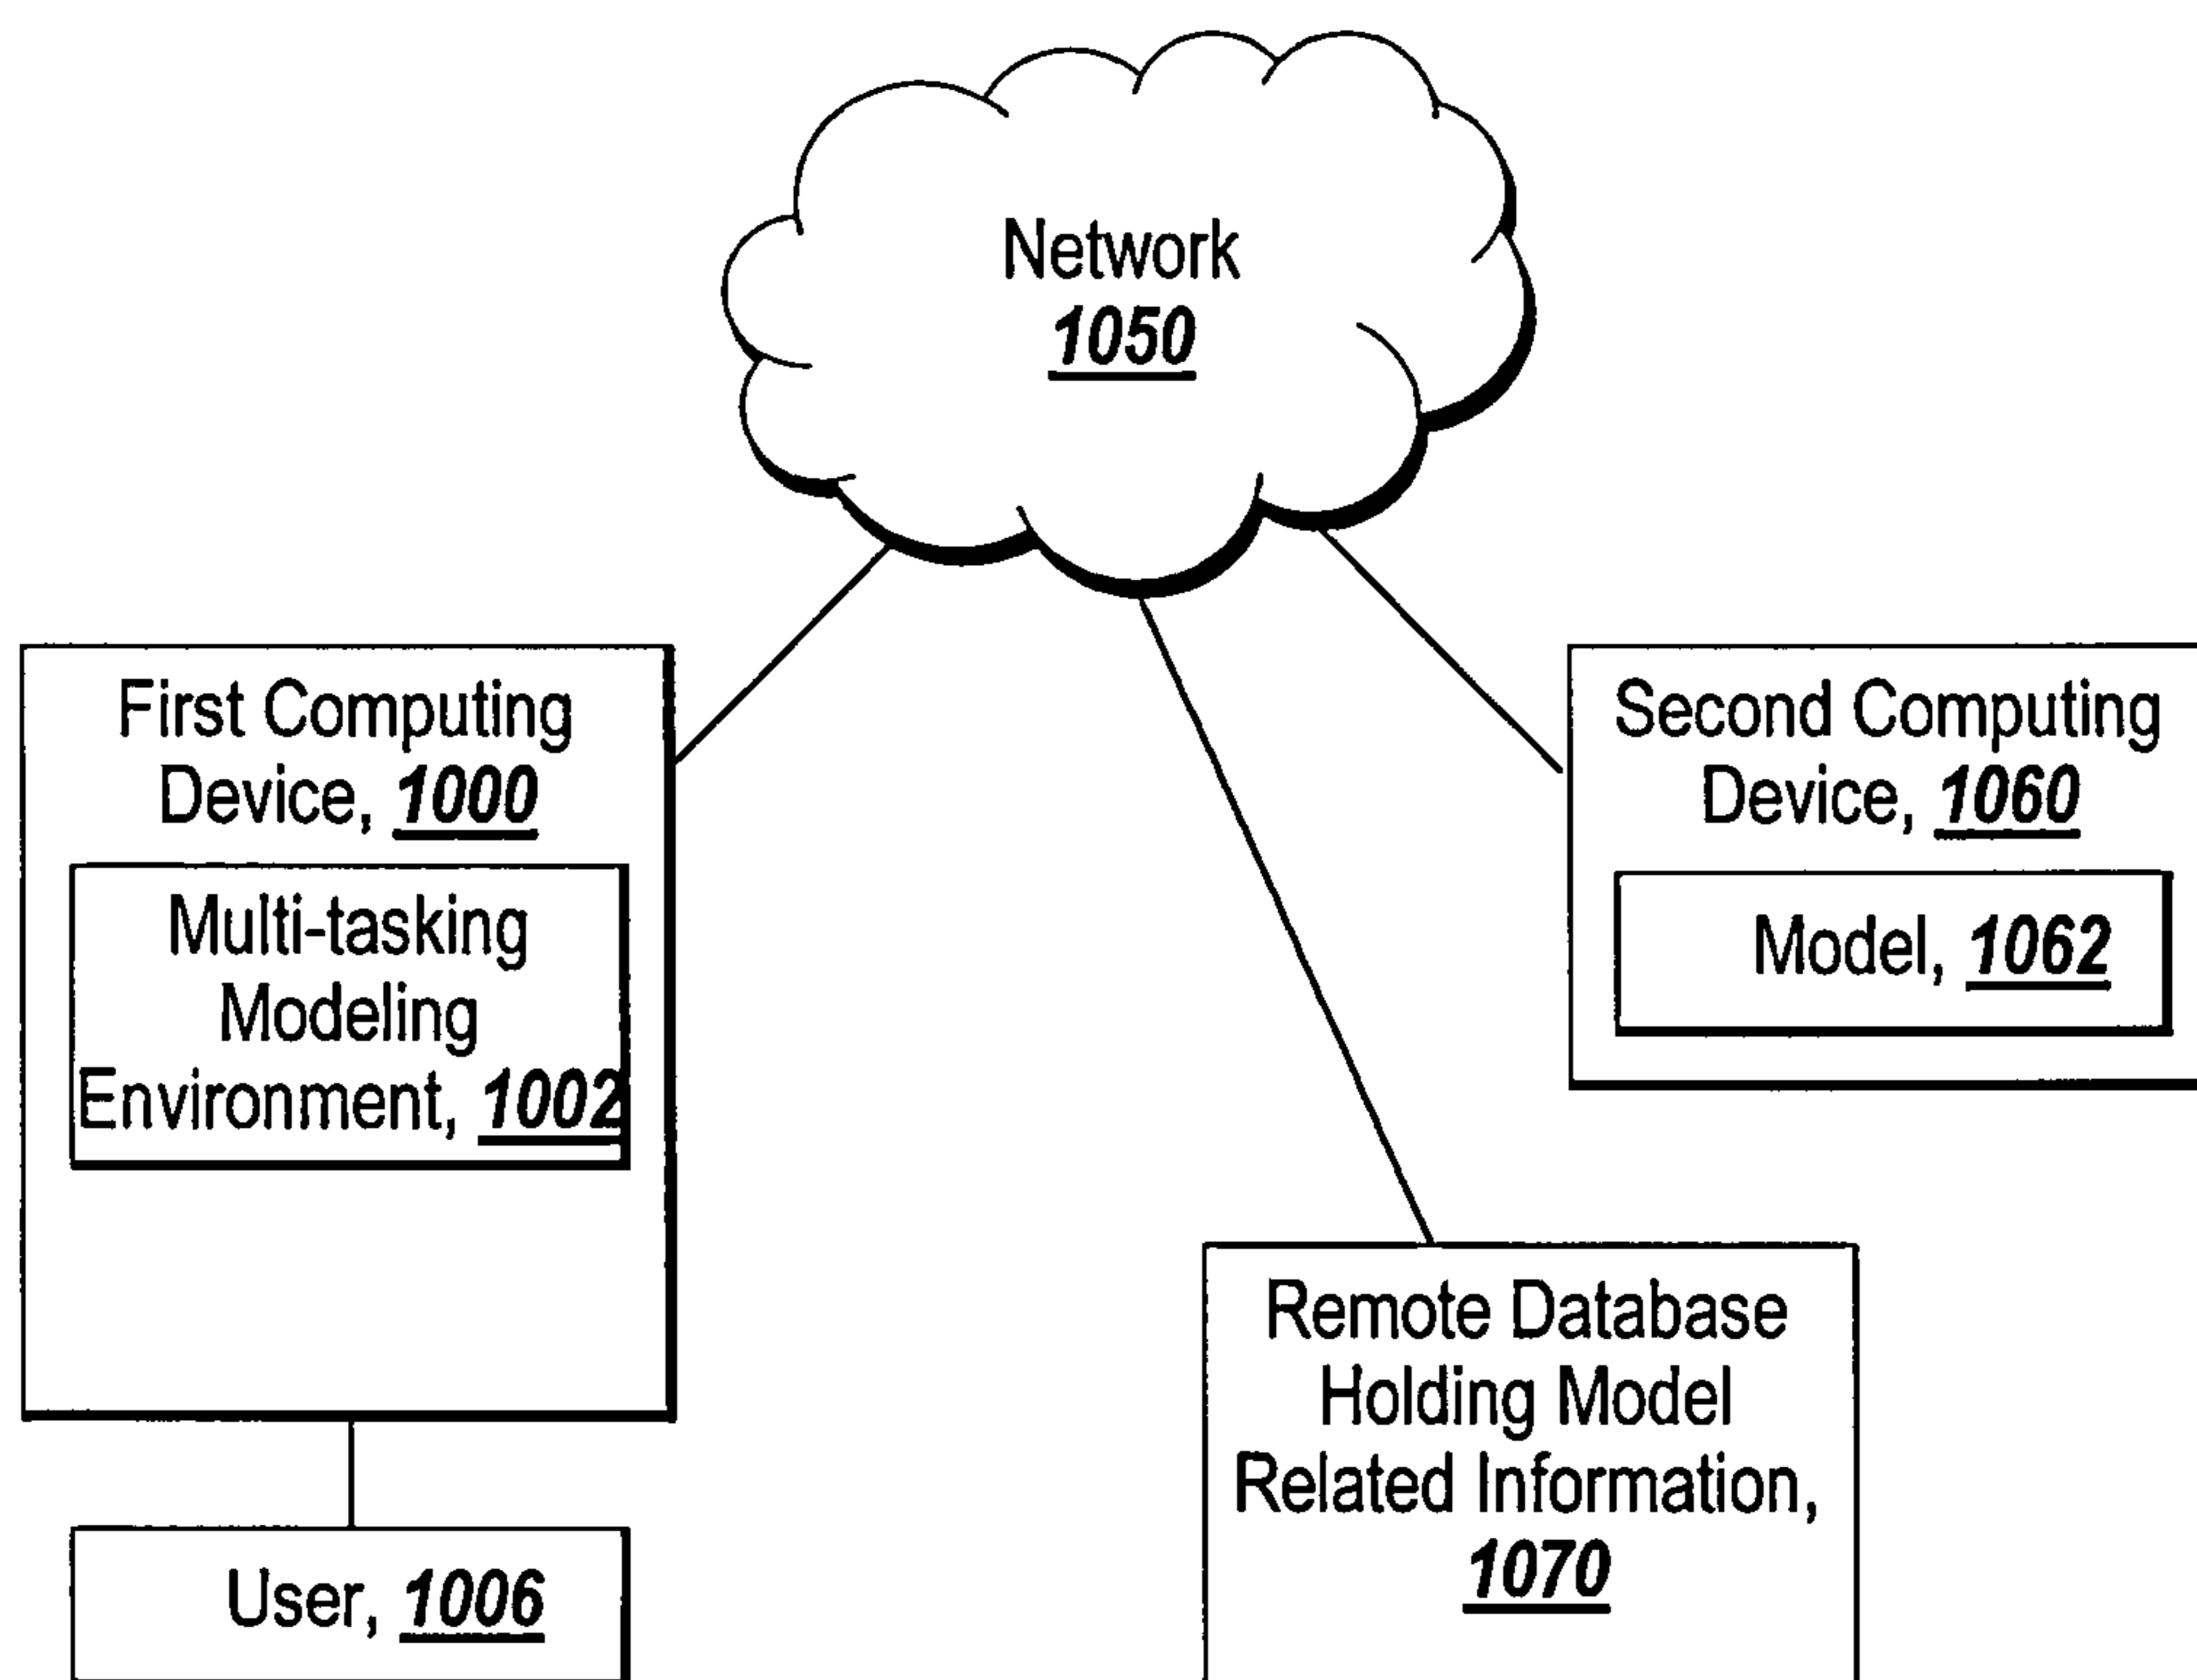 Network
1050
First Computing
Device, 1000
Multi-tasking
Modeling
Environment, 1002
Second Computing
Device, 1060
Model, 1062
Remote Database
Holding Model
Related Information,
1070
User, 1006